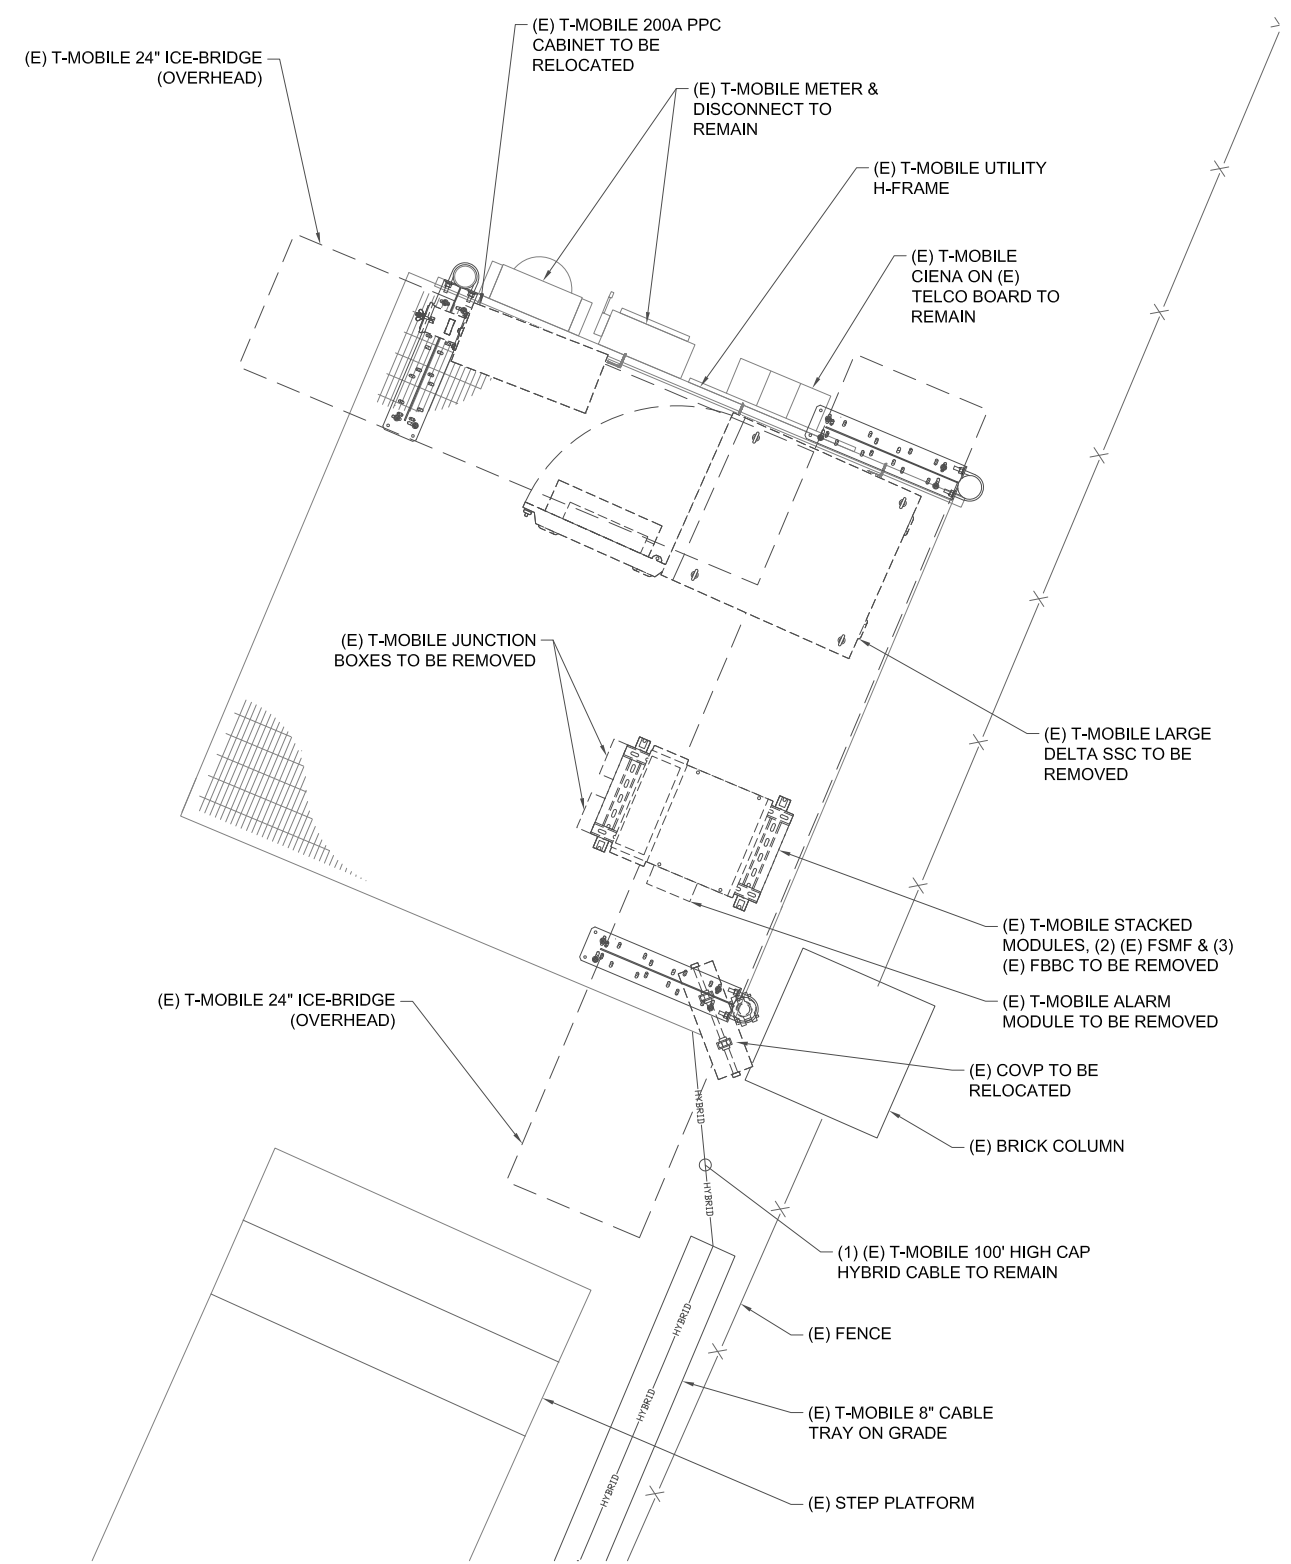 (E) T-MOBILE 200A PPC
CABINET TO BE
RELOCATED
(E) T-MOBILE 24" ICE-BRIDGE
(OVERHEAD)
(E) T-MOBILE METER &
DISCONNECT TO
REMAIN
(E) T-MOBILE UTILITY
H-FRAME
(E) T-MOBILE
CIENA ON (E)
TELCO BOARD TO
REMAIN
(E) T-MOBILE JUNCTION
BOXES TO BE REMOVED
(E) T-MOBILE LARGE
DELTA SSC TO BE
REMOVED
(E) T-MOBILE STACKED
MODULES, (2) (E) FSMF & (3)
(E) FBBC TO BE REMOVED
(E) T-MOBILE 24" ICE-BRIDGE
(OVERHEAD)
(E) T-MOBILE ALARM
MODULE TO BE REMOVED
(E) COVP TO BE
RELOCATED
HYBRID
(E) BRICK COLUMN
HYBRID
(1) (E) T-MOBILE 100' HIGH CAP
HYBRID CABLE TO REMAIN
HYBRID
(E) FENCE
HYBRID
(E) T-MOBILE 8" CABLE
TRAY ON GRADE
HYBRID
(E) STEP PLATFORM